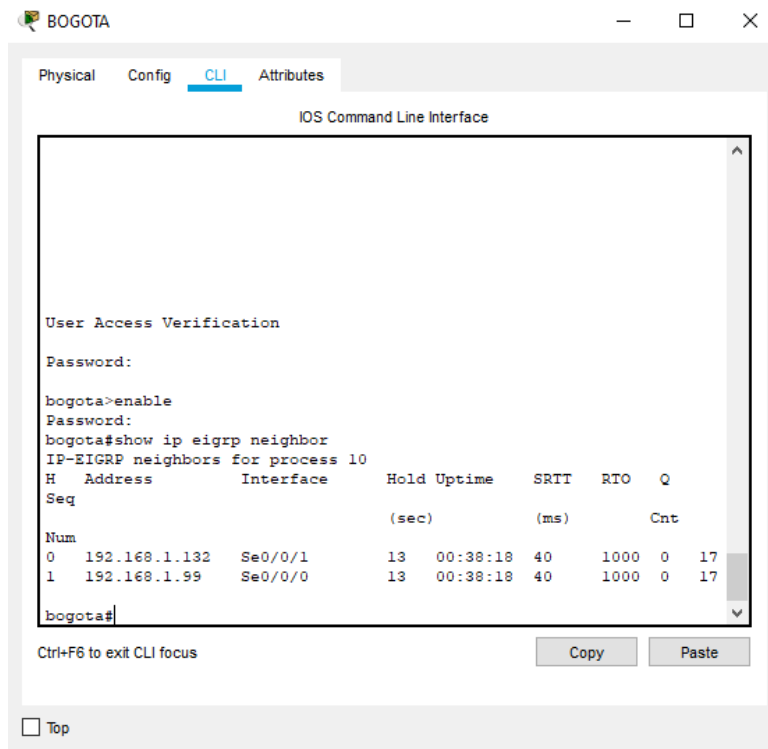 BOGOTA
Physical Config CLI Attributes
IOS Command Line Interface
User Access Verification
Password:
bogota>enable
Password:
bogota#show ip eigrp neighbor
IP-EIGRP neighbors for process 10
H Address Interface Hold Uptime SRTT RTO Q
Seq
(sec) (ms) Cnt
Num
0 192.168.1.132 Se0/0/1 13 00:38:18 40 1000 0 17
1 192.168.1.99 Se0/0/0 13 00:38:18 40 1000 0 17
bogota#
Ctrl+F6 to exit CLI focus Copy Paste
Top